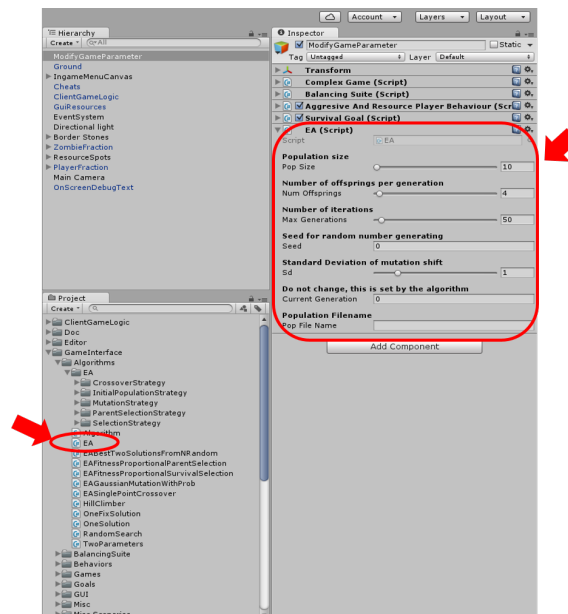 Account
Layers
Layout
Hierarchy
Create
All
ModifyGameParameter
Ground
IngameMenuCanvas
Cheats
ClientGameLogic
GuiResources
EventSystem
Directional light
Border Stones
ZombieFraction
ResourceSpots
PlayerFraction
Main Camera
OnScreenDebugText
Inspector
ModifyGameParameter
Static
Tag Untagged
Layer Default
Transform
Complex Game (Script)
Balancing Suite (Script)
Aggresive And Resource Player Behaviour (Scr
Survival Goal (Script)
EA (Script)
Script EA
Population size
Pop Size 10
Number of offsprings per generation
Num Offsprings 4
Number of iterations
Max Generations 50
Seed for random number generating
Seed 0
Standard Deviation of mutation shift
Sd 1
Do not change, this is set by the algorithm
Current Generation 0
Population Filename
Pop File Name
Add Component
Project
Create
ClientGameLogic
Doc
Editor
GameInterface
Algorithms
EA
CrossoverStrategy
InitialPopulationStrategy
MutationStrategy
ParentSelectionStrategy
SelectionStrategy
Algorithm
EA
EABestTwoSolutionsFromNRandom
EAFitnessProportionalParentSelection
EAFitnessProportionalSurvivalSelection
EAGaussianMutationWithProb
EASinglePointCrossover
HillClimber
OneFixSolution
OneSolution
RandomSearch
TwoParameters
BalancingSuite
Behaviors
Games
Goals
GUI
Misc